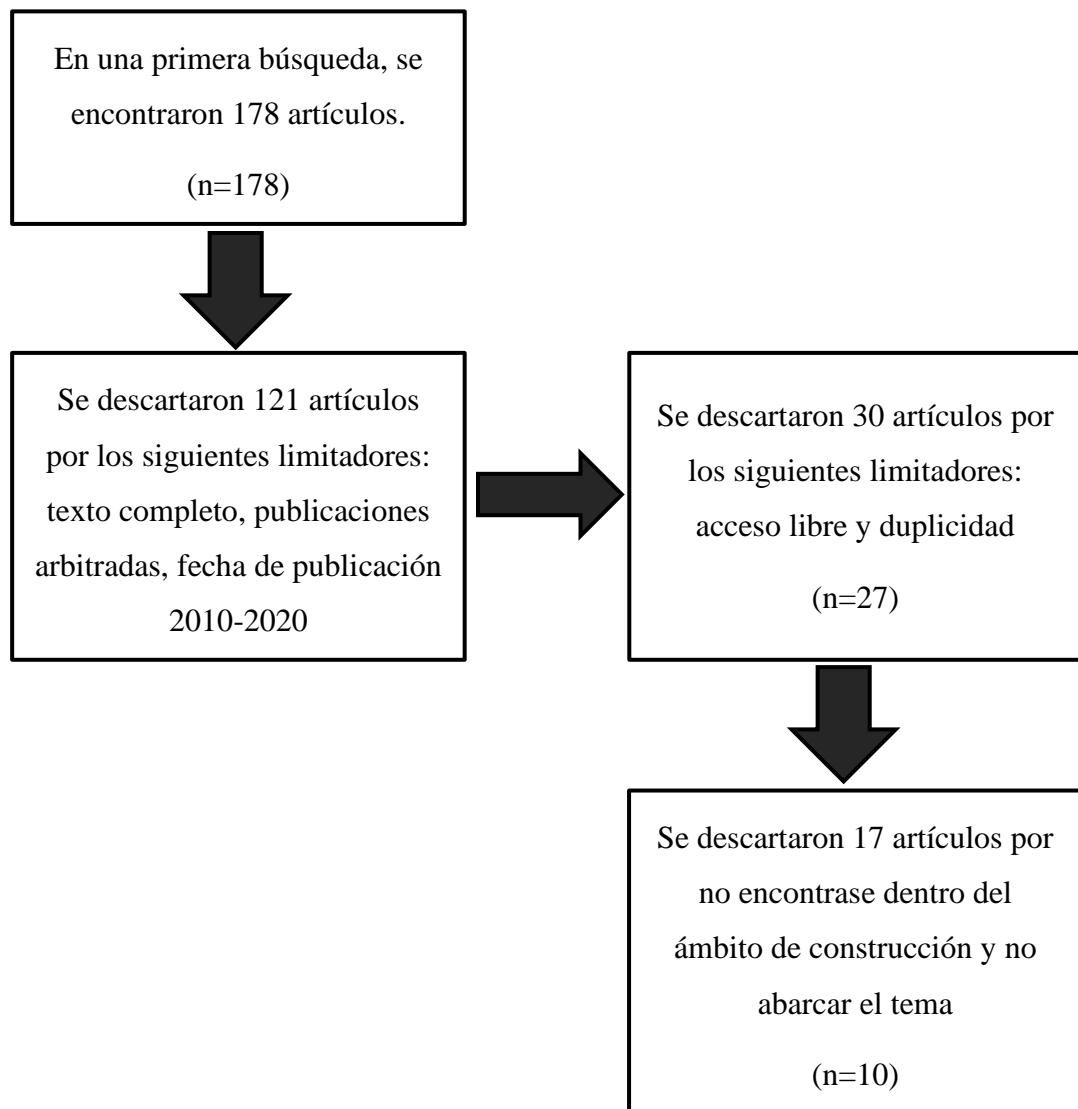 En una primera búsqueda, se
encontraron 178 artículos.
(n=178)
Se descartaron 121 artículos
por los siguientes limitadores:
texto completo, publicaciones
arbitradas, fecha de publicación
2010-2020
Se descartaron 30 artículos por
los siguientes limitadores:
acceso libre y duplicidad
(n=27)
Se descartaron 17 artículos por
no encontrase dentro del
ámbito de construcción y no
abarcar el tema
(n=10)